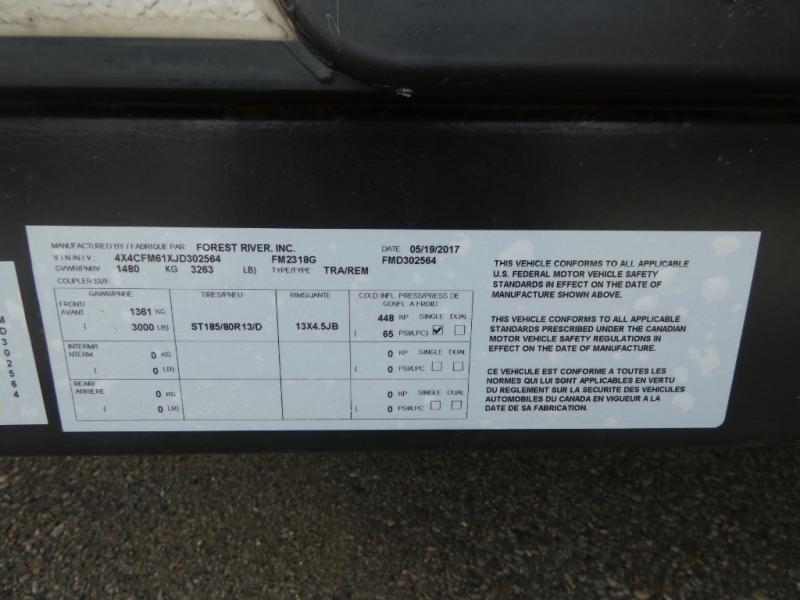 MANUFACTURED BY / FABRIQUE PAR: FOREST RIVER, INC. DATE: 05/19/2017
V.I.N./N.I.V.: 4X4CFM61XJD302564 FM2318G FMD302564
GVWR/PNBV 1480 KG 3263 LB) TYPE/TYPE: TRA/REM
COUPLER SIZE:
GAWR/PNBE TIRES/PNEU RIMS/JANTE COLD INFL. PRESS/PRESS DE GONFL. A FROID
FRONT/ AVANT 1361 KG 448 KP SINGLE DUAL
( 3000 LB) ST185/80R13/D 13X4.5JB ( 65 PSI/LPC)
INTERM/ INTERM 0 KG 0 KP SINGLE DUAL
( 0 LB) ( 0 PSI/LPC
REAR/ ARRIERE 0 KG 0 KP SINGLE DUAL
( 0 LB) ( 0 PSI/LPC
THIS VEHICLE CONFORMS TO ALL APPLICABLE
U.S. FEDERAL MOTOR VEHICLE SAFETY
STANDARDS IN EFFECT ON THE DATE OF
MANUFACTURE SHOWN ABOVE.
THIS VEHICLE CONFORMS TO ALL APPLICABLE
STANDARDS PRESCRIBED UNDER THE CANADIAN
MOTOR VEHICLE SAFETY REGULATIONS IN
EFFECT ON THE DATE OF MANUFACTURE.
CE VEHICULE EST CONFORME A TOUTES LES
NORMES QUI LUI SONT APPLICABLES EN VERTU
DU REGLEMENT SUR LA SECURITE DES VEHICULES
AUTOMOBILES DU CANADA EN VIGUEUR A LA
DATE DE SA FABRICATION.
MD302564